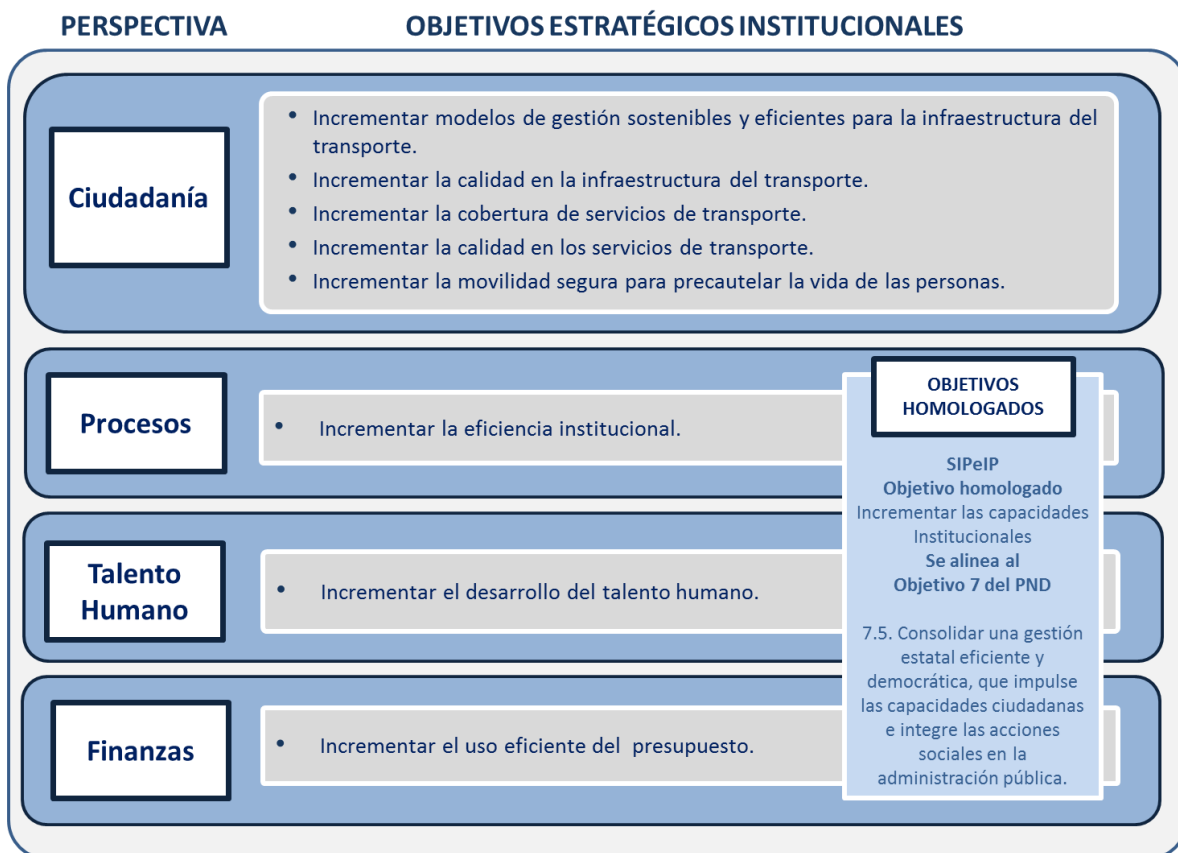 PERSPECTIVA
OBJETIVOS ESTRATÉGICOS INSTITUCIONALES
Ciudadanía
• Incrementar modelos de gestión sostenibles y eficientes para la infraestructura del
transporte.
• Incrementar la calidad en la infraestructura del transporte.
• Incrementar la cobertura de servicios de transporte.
• Incrementar la calidad en los servicios de transporte.
• Incrementar la movilidad segura para precautelar la vida de las personas.
Procesos
• Incrementar la eficiencia institucional.
Talento
Humano
• Incrementar el desarrollo del talento humano.
Finanzas
• Incrementar el uso eficiente del presupuesto.
OBJETIVOS
HOMOLOGADOS
SIPeIP
Objetivo homologado
Incrementar las capacidades
Institucionales
Se alinea al
Objetivo 7 del PND
7.5. Consolidar una gestión
estatal eficiente y
democrática, que impulse
las capacidades ciudadanas
e integre las acciones
sociales en la
administración pública.